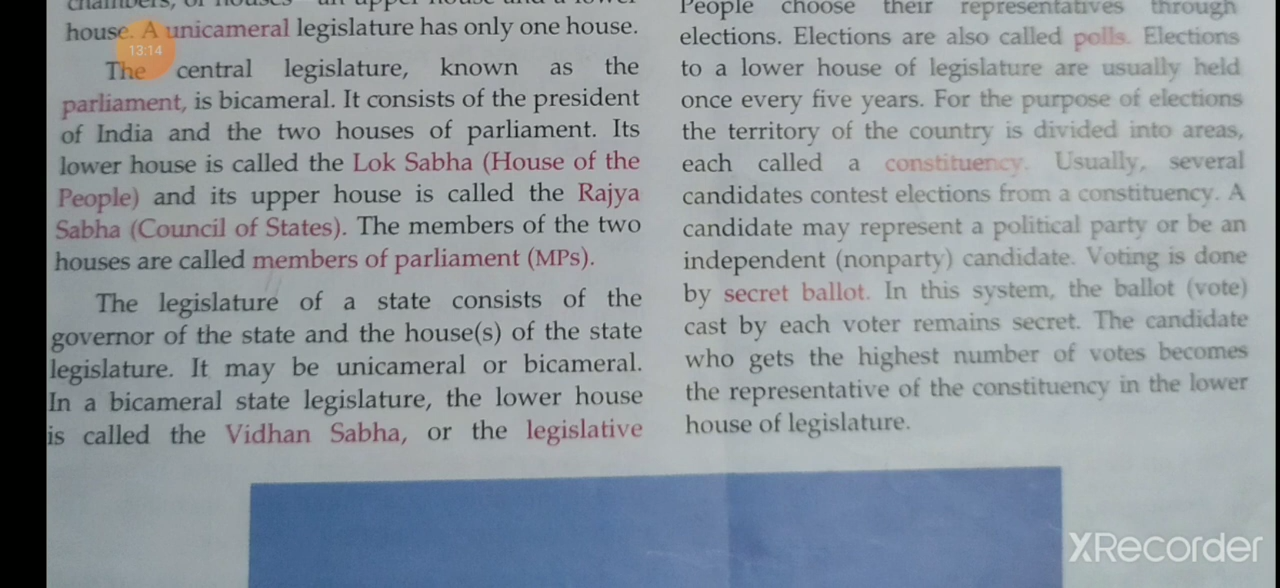 chambers, or houses—an upper house and a lower
house. A unicameral legislature has only one house.
The central legislature, known as the
parliament, is bicameral. It consists of the president
of India and the two houses of parliament. Its
lower house is called the Lok Sabha (House of the
People) and its upper house is called the Rajya
Sabha (Council of States). The members of the two
houses are called members of parliament (MPs).
The legislature of a state consists of the
governor of the state and the house(s) of the state
legislature. It may be unicameral or bicameral.
In a bicameral state legislature, the lower house
is called the Vidhan Sabha, or the legislative
People choose their representatives through
elections. Elections are also called polls. Elections
to a lower house of legislature are usually held
once every five years. For the purpose of elections
the territory of the country is divided into areas,
each called a constituency. Usually, several
candidates contest elections from a constituency. A
candidate may represent a political party or be an
independent (nonparty) candidate. Voting is done
by secret ballot. In this system, the ballot (vote)
cast by each voter remains secret. The candidate
who gets the highest number of votes becomes
the representative of the constituency in the lower
house of legislature.
13:14
XRecorder